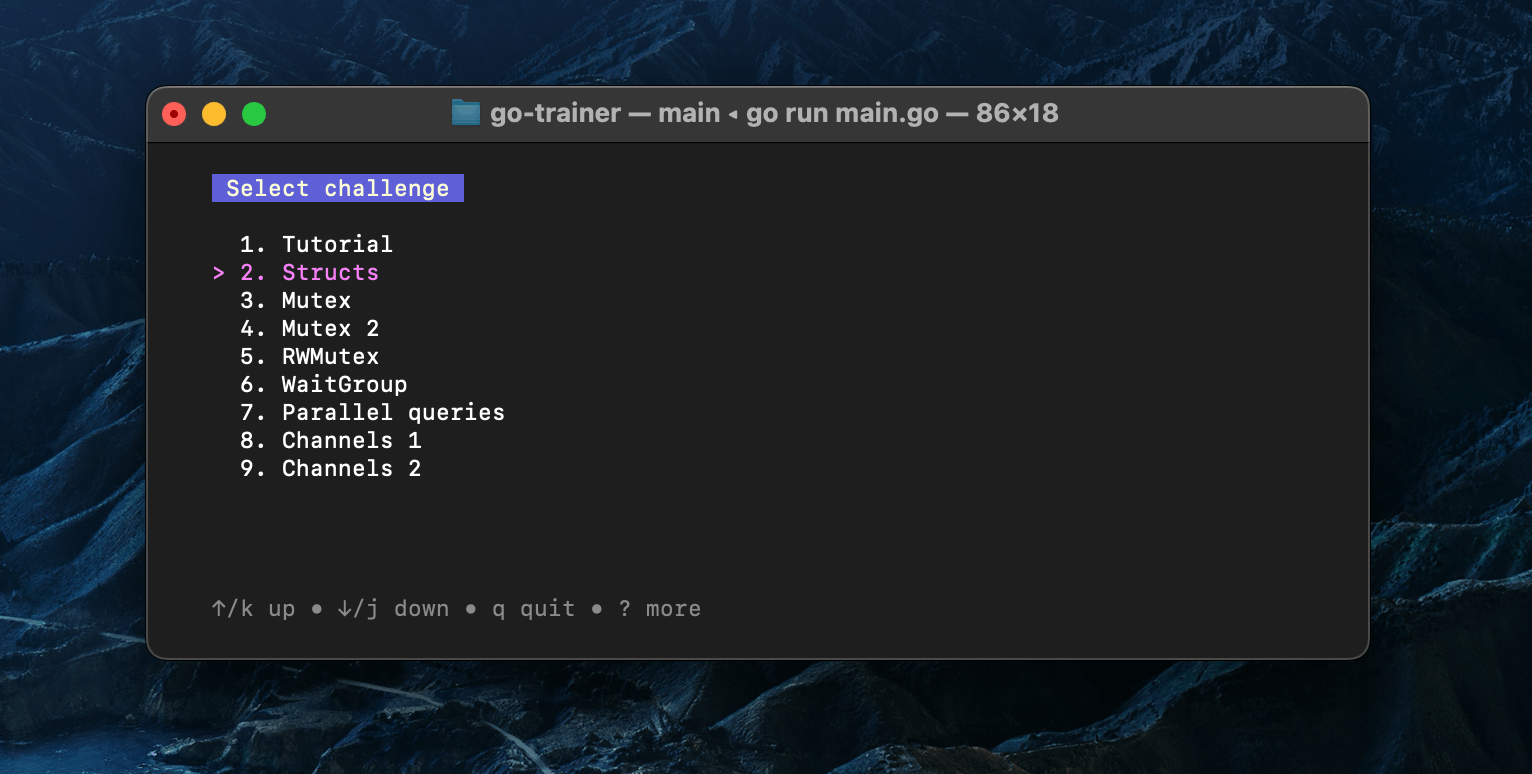 go-trainer — main ◂ go run main.go — 86×18
Select challenge
1. Tutorial
> 2. Structs
3. Mutex
4. Mutex 2
5. RWMutex
6. WaitGroup
7. Parallel queries
8. Channels 1
9. Channels 2
↑/k up • ↓/j down • q quit • ? more